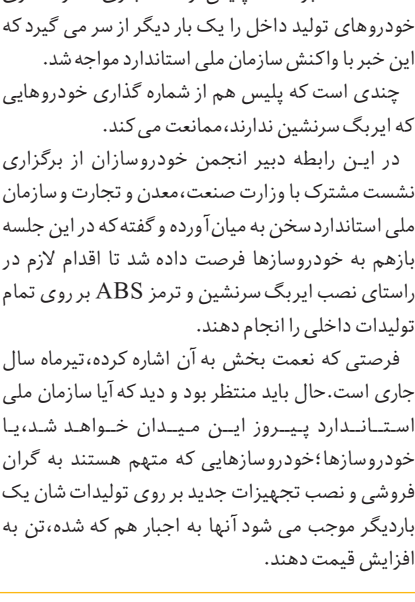 خودروهای تولید داخل را یک بار دیگر از سر می گیرد که
این خبر با واکنش سازمان ملی استاندارد مواجه شد.
چندی است که پلیس هم از شماره گذاری خودروهایی
که ایربگ سرنشین ندارند،ممانعت می کند.
در این رابطه دبیر انجمن خودروسازان از برگزاری
نشست مشترک با وزارت صنعت،معدن و تجارت و سازمان
ملی استاندارد سخن به میان آورده و گفته که در این جلسه
بازهم به خودروسازها فرصت داده شد تا اقدام لازم در
راستای نصب ایربگ سرنشین و ترمز ABS بر روی تمام
تولیدات داخلی را انجام دهند.
فرصتی که نعمت بخش به آن اشاره کرده،تیرماه سال
جاری است.حال باید منتظر بود و دید که آیا سازمان ملی
استاندارد پیروز این میدان خواهد شد،یا
خودروسازها؛خودروسازهایی که متهم هستند به گران
فروشی و نصب تجهیزات جدید بر روی تولیدات شان یک
باردیگر موجب می شود آنها به اجبار هم که شده،تن به
افزایش قیمت دهند.